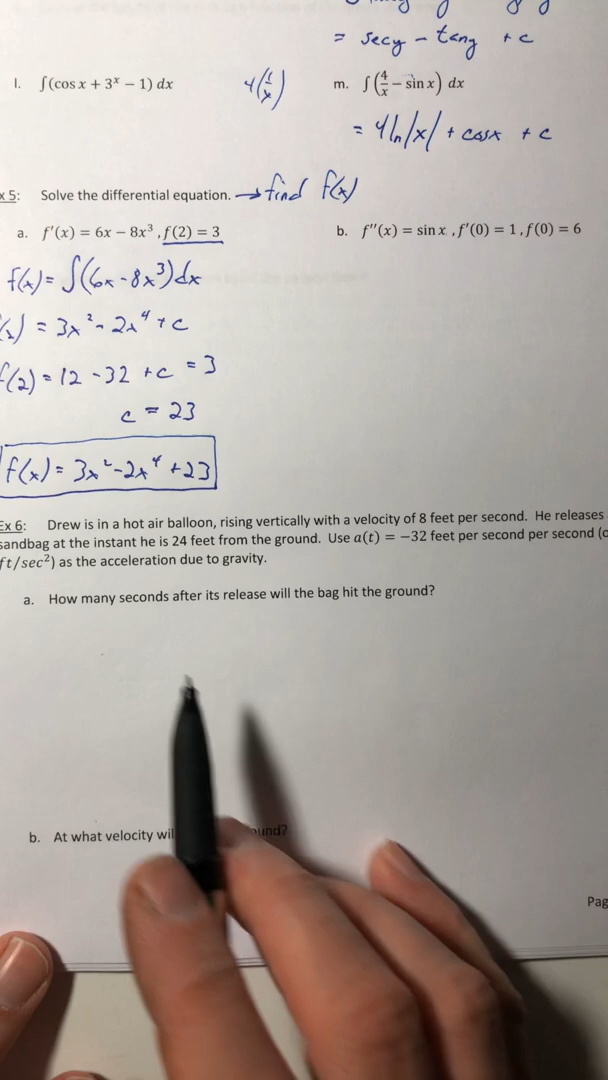 = secy - tany + c
l. ∫(cos x + 3ˣ − 1) dx
4(1/x)
m. ∫(4/x − sin x) dx
= 4ln|x| + cosx + c
x 5: Solve the differential equation. → find f(x)
a. f′(x) = 6x − 8x³ , f(2) = 3
b. f″(x) = sin x , f′(0) = 1 , f(0) = 6
f(x) = ∫(6x - 8x³)dx
(x) = 3x² - 2x⁴ + c
f(2) = 12 - 32 + c = 3
c = 23
f(x) = 3x² - 2x⁴ + 23
Ex 6: Drew is in a hot air balloon, rising vertically with a velocity of 8 feet per second. He releases
sandbag at the instant he is 24 feet from the ground. Use a(t) = −32 feet per second per second (o
ft/sec²) as the acceleration due to gravity.
a. How many seconds after its release will the bag hit the ground?
b. At what velocity wil ound?
Pag